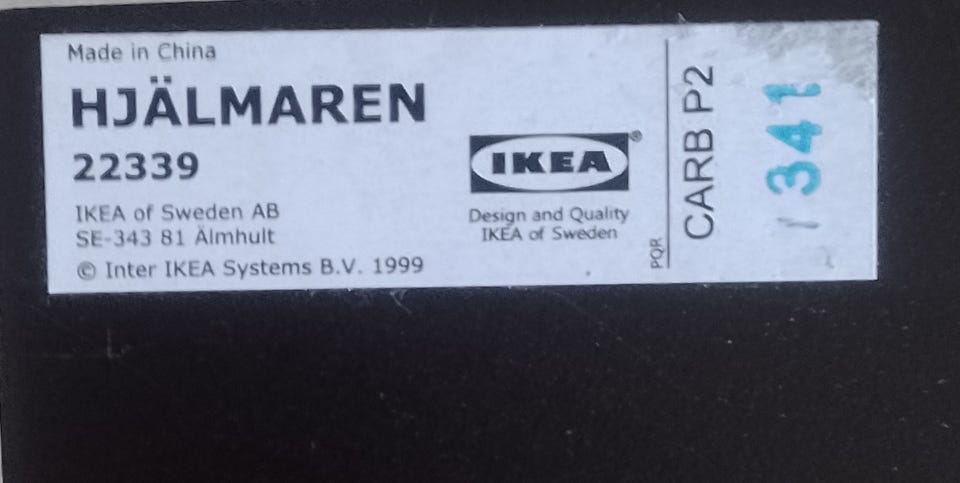 Made in China
HJÄLMAREN
22339
IKEA of Sweden AB
SE-343 81 Älmhult
© Inter IKEA Systems B.V. 1999
IKEA®
Design and Quality
IKEA of Sweden
PQR
CARB P2
341